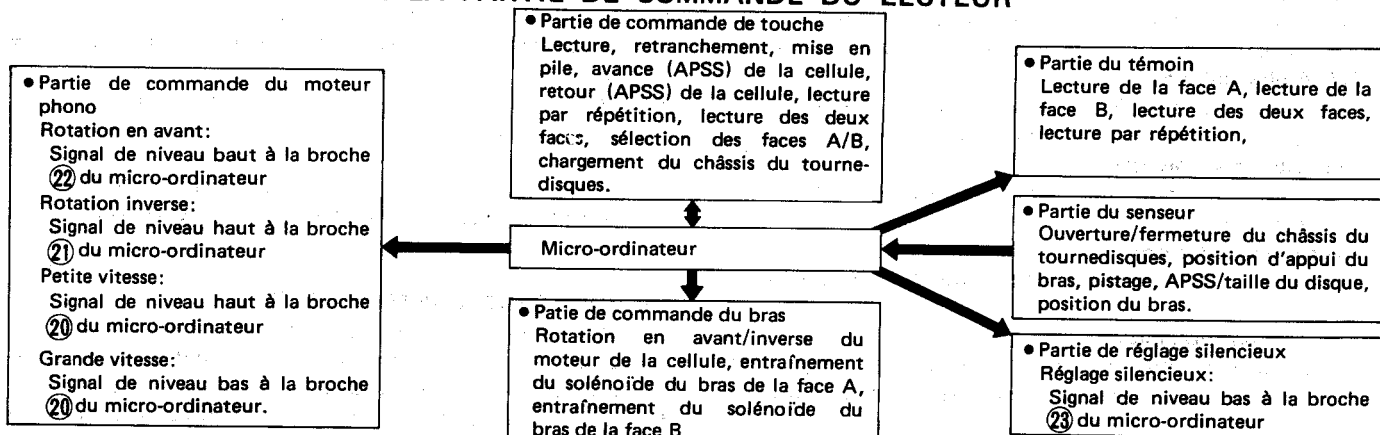 PARTIE DE COMMANDE DU LECTEUR
• Partie de commande de touche
Lecture, retranchement, mise en
pile, avance (APSS) de la cellule,
retour (APSS) de la cellule, lecture
par répétition, lecture des deux
faces, sélection des faces A/B,
chargement du châssis du tourne-
disques.
• Partie de commande du moteur
phono
Rotation en avant:
Signal de niveau baut à la broche
㉒ du micro-ordinateur
Rotation inverse:
Signal de niveau haut à la broche
㉑ du micro-ordinateur
Petite vitesse:
Signal de niveau haut à la broche
⑳ du micro-ordinateur
Grande vitesse:
Signal de niveau bas à la broche
⑳ du micro-ordinateur.
Micro-ordinateur
• Patie de commande du bras
Rotation en avant/inverse du
moteur de la cellule, entraînement
du solénoïde du bras de la face A,
entraînement du solénoïde du
bras de la face B
• Partie du témoin
Lecture de la face A, lecture de la
face B, lecture des deux faces,
lecture par répétition,
• Partie du senseur
Ouverture/fermeture du châssis du
tournedisques, position d'appui du
bras, pistage, APSS/taille du disque,
position du bras.
• Partie de réglage silencieux
Réglage silencieux:
Signal de niveau bas à la broche
㉓ du micro-ordinateur